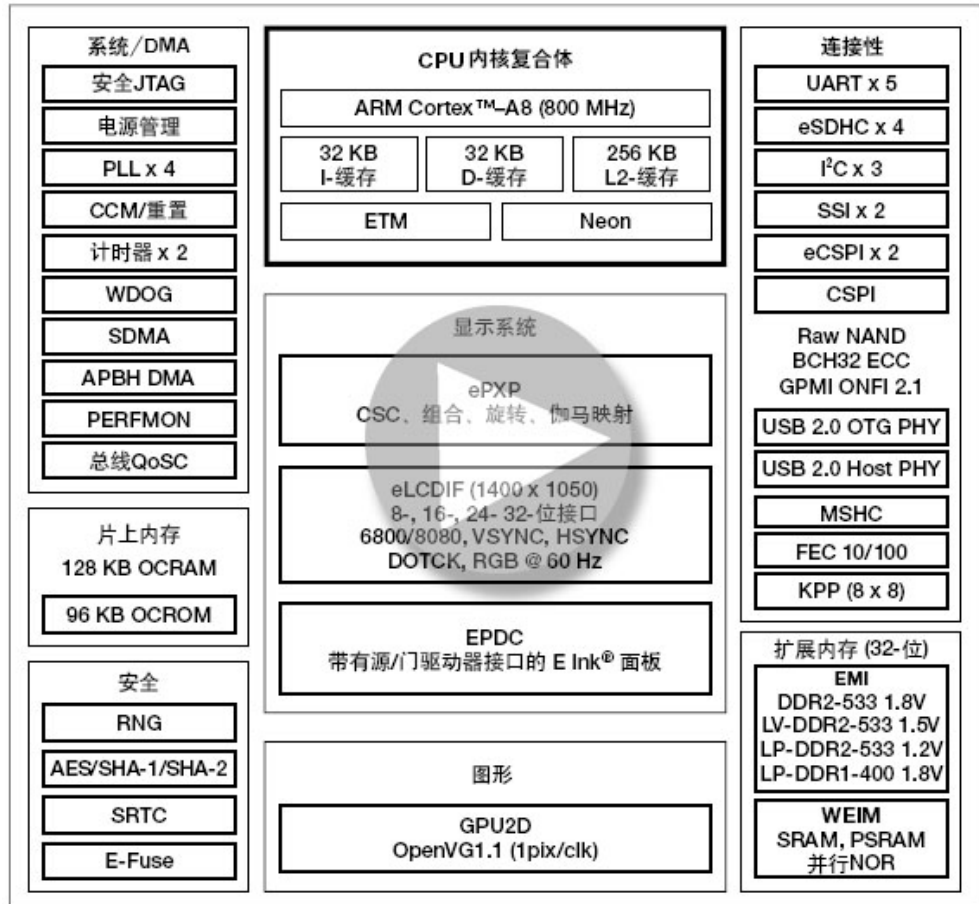 系统/DMA
安全JTAG
电源管理
PLL x 4
CCM/重置
计时器 x 2
WDOG
SDMA
APBH DMA
PERFMON
总线QoSC
片上内存
128 KB OCRAM
96 KB OCROM
安全
RNG
AES/SHA-1/SHA-2
SRTC
E-Fuse
CPU内核复合体
ARM Cortex™–A8 (800 MHz)
32 KB
I-缓存
32 KB
D-缓存
256 KB
L2-缓存
ETM
Neon
显示系统
ePXP
CSC、组合、旋转、伽马映射
eLCDIF (1400 x 1050)
8-, 16-, 24- 32-位接口
6800/8080, VSYNC, HSYNC
DOTCK, RGB @ 60 Hz
EPDC
带有源/门驱动器接口的 E Ink® 面板
图形
GPU2D
OpenVG1.1 (1pix/clk)
连接性
UART x 5
eSDHC x 4
I²C x 3
SSI x 2
eCSPI x 2
CSPI
Raw NAND
BCH32 ECC
GPMI ONFI 2.1
USB 2.0 OTG PHY
USB 2.0 Host PHY
MSHC
FEC 10/100
KPP (8 x 8)
扩展内存 (32-位)
EMI
DDR2-533 1.8V
LV-DDR2-533 1.5V
LP-DDR2-533 1.2V
LP-DDR1-400 1.8V
WEIM
SRAM, PSRAM
并行NOR